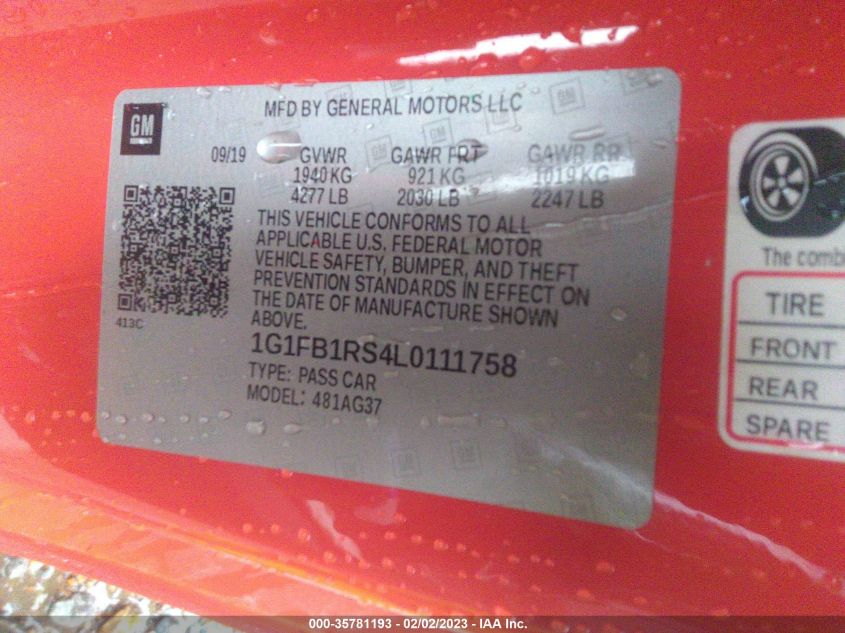 GM
MFD BY GENERAL MOTORS LLC
09/19 GVWR GAWR FRT GAWR RR
1940 KG 921 KG 1019 KG
4277 LB 2030 LB 2247 LB
THIS VEHICLE CONFORMS TO ALL
APPLICABLE U.S. FEDERAL MOTOR
VEHICLE SAFETY, BUMPER, AND THEFT
PREVENTION STANDARDS IN EFFECT ON
THE DATE OF MANUFACTURE SHOWN
ABOVE.
413C
1G1FB1RS4L0111758
TYPE: PASS CAR
MODEL: 481AG37
The comb
TIRE
FRONT
REAR
SPARE
000-35781193 - 02/02/2023 - IAA Inc.